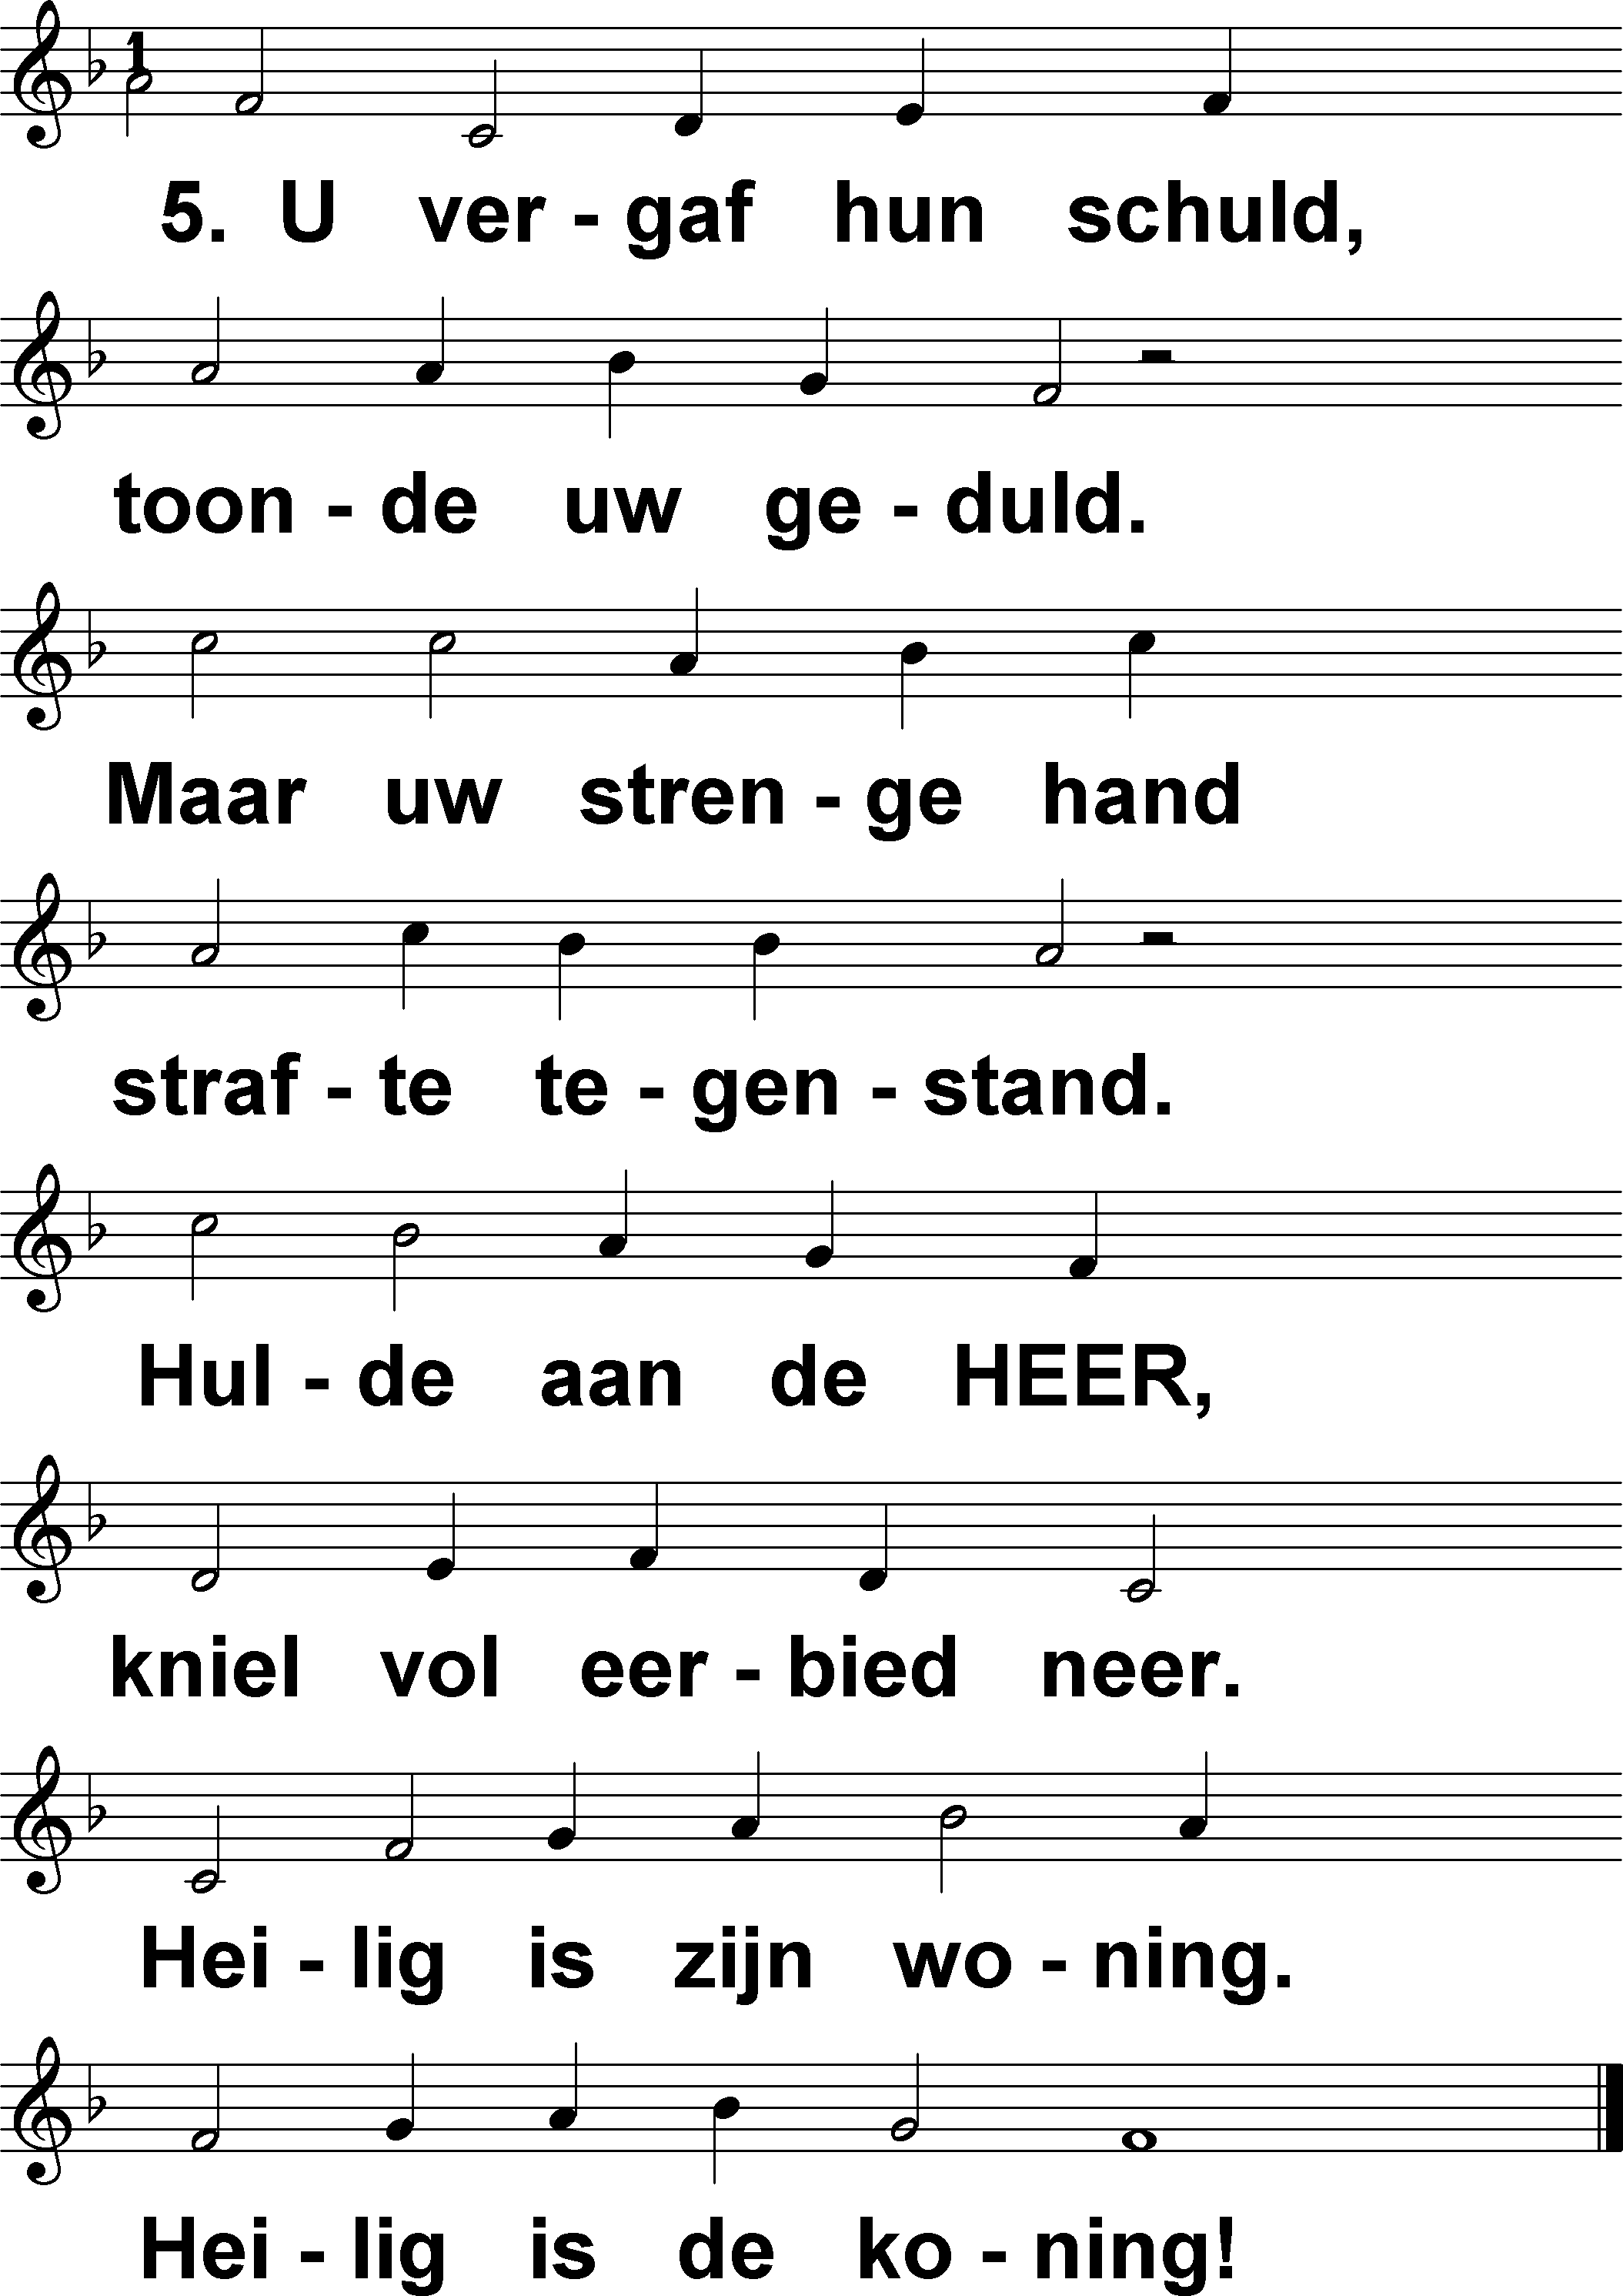 1
5. U ver - gaf hun schuld,
toon - de uw ge - duld.
Maar uw stren - ge hand
straf - te te - gen - stand.
Hul - de aan de HEER,
kniel vol eer - bied neer.
Hei - lig is zijn wo - ning.
Hei - lig is de ko - ning!